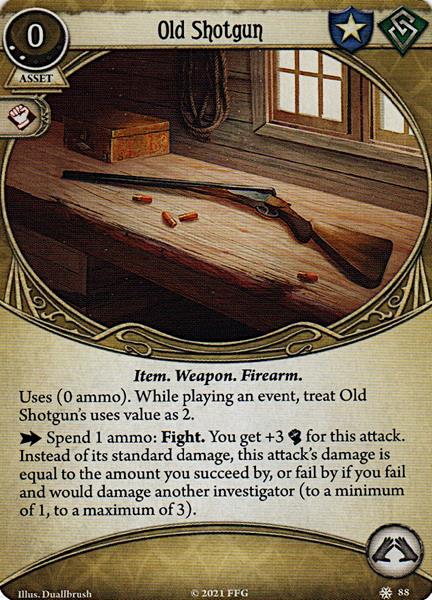 Old Shotgun
0
ASSET
Item. Weapon. Firearm.
Uses (0 ammo). While playing an event, treat Old
Shotgun's uses value as 2.
Spend 1 ammo: Fight. You get +3 for this attack.
Instead of its standard damage, this attack's damage is
equal to the amount you succeed by, or fail by if you fail
and would damage another investigator (to a minimum
of 1, to a maximum of 3).
Illus. Duallbrush
© 2021 FFG
88